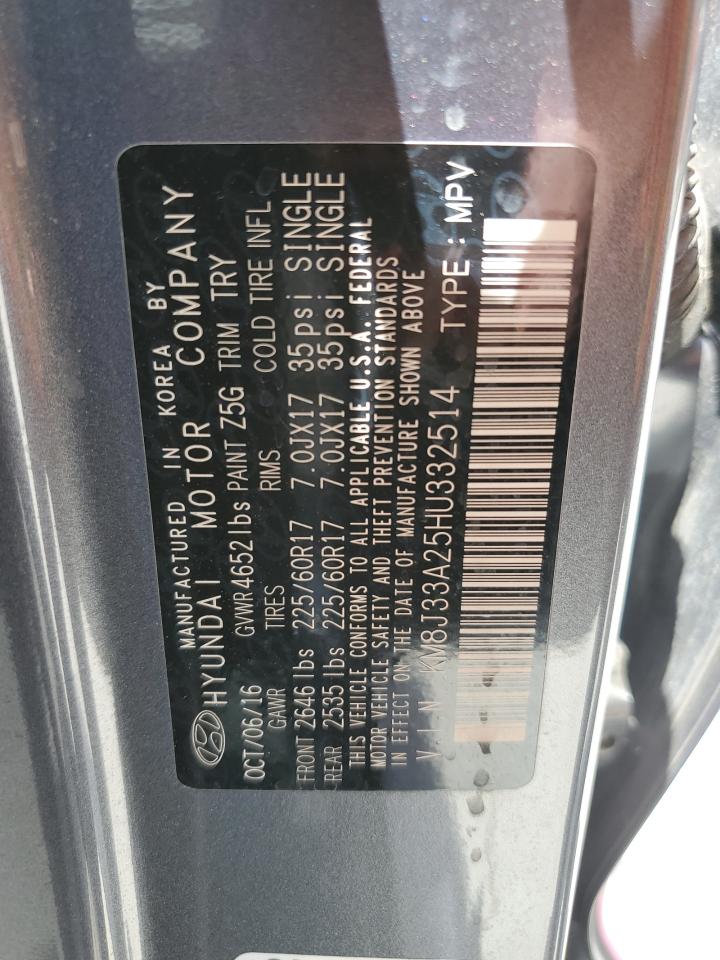 MANUFACTURED IN KOREA BY
HYUNDAI MOTOR COMPANY
OCT/06/16 GVWR 4652 lbs PAINT Z5G TRIM TRY
GAWR TIRES RIMS COLD TIRE INFL
FRONT 2646 lbs 225/60R17 7.0JX17 35psi SINGLE
REAR 2535 lbs 225/60R17 7.0JX17 35psi SINGLE
THIS VEHICLE CONFORMS TO ALL APPLICABLE U.S.A. FEDERAL
MOTOR VEHICLE SAFETY AND THEFT PREVENTION STANDARDS
IN EFFECT ON THE DATE OF MANUFACTURE SHOWN ABOVE
VIN KM8J33A25HU332514 TYPE : MPV